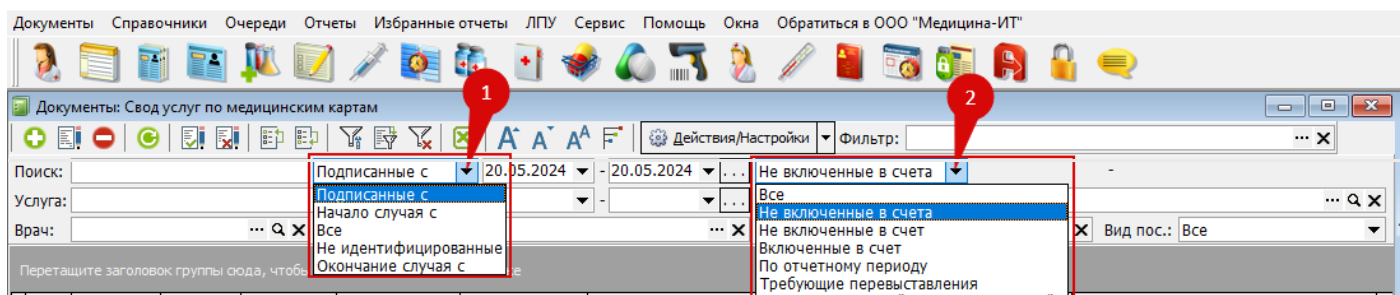 Документы Справочники Очереди Отчеты Избранные отчеты ЛПУ Сервис Помощь Окна Обратиться в ООО "Медицина-ИТ"
1
2
Документы: Свод услуг по медицинским картам
Действия/Настройки Фильтр:
Поиск: Подписанные с 20.05.2024 - 20.05.2024 ... Не включенные в счета -
Услуга: - ...
Врач: Вид пос.: Все
Подписанные с
Начало случая с
Все
Не идентифицированные
Окончание случая с
Все
Не включенные в счета
Не включенные в счет
Включенные в счет
По отчетному периоду
Требующие перевыставления
Перетащите заголовок группы сюда, чтобы